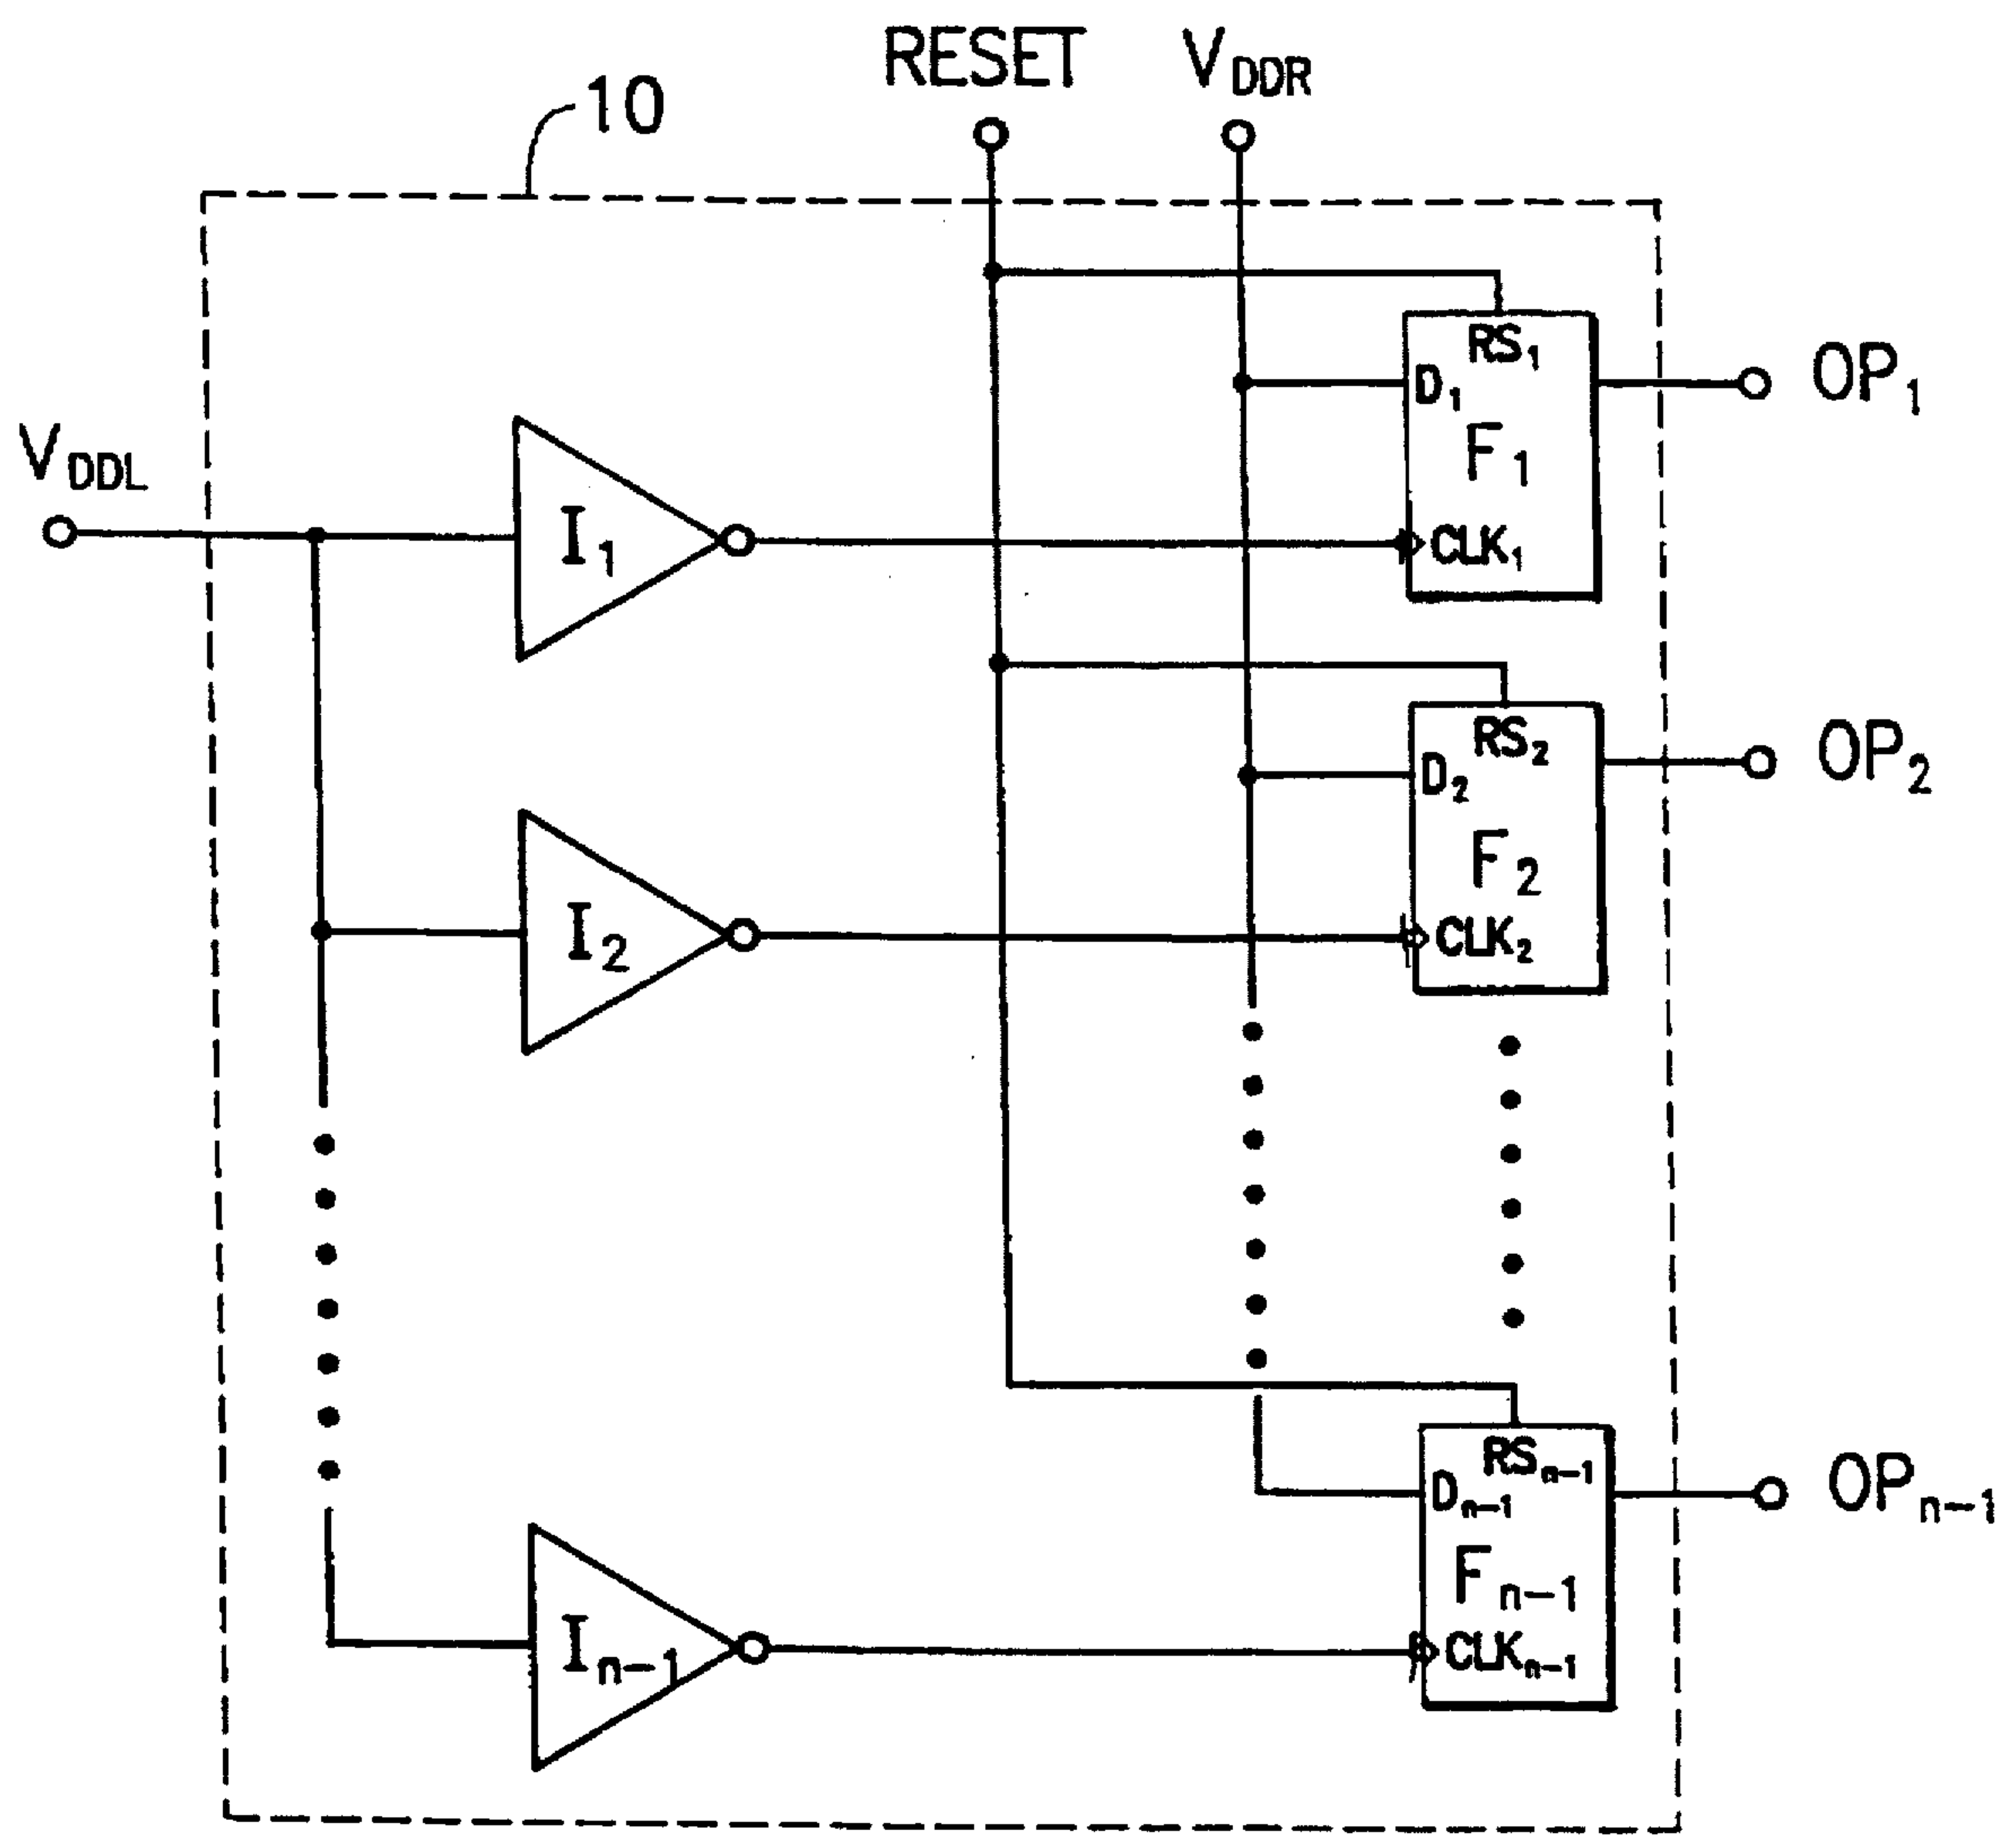 RESET
VDDR
10
RS1
D1
F1
CLK1
OP1
VDDL
I1
RS2
D2
F2
CLK2
OP2
I2
RSn-1
Dn-1
Fn-1
CLKn-1
OPn-1
In-1